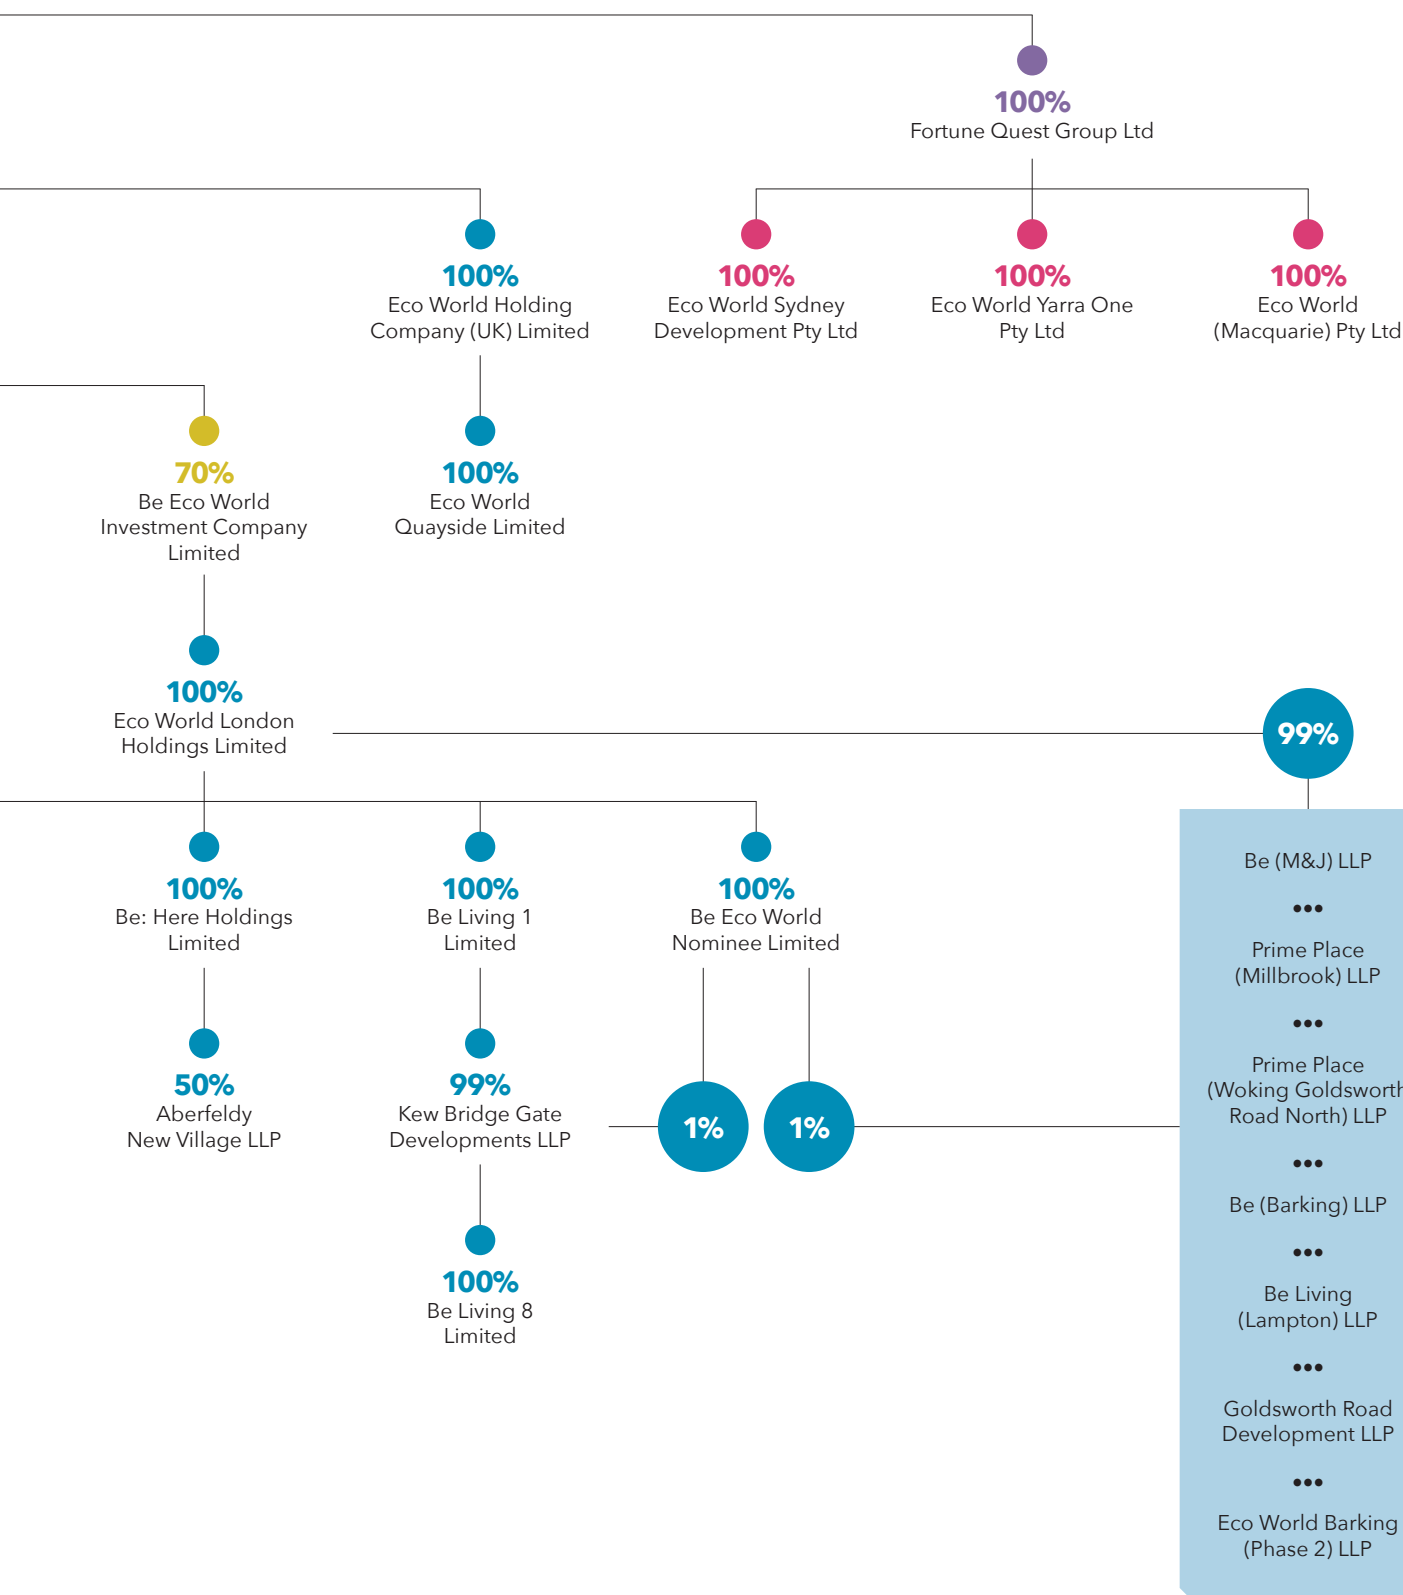 100%
Fortune Quest Group Ltd
100%
Eco World Holding
Company (UK) Limited
100%
Eco World Sydney
Development Pty Ltd
100%
Eco World Yarra One
Pty Ltd
100%
Eco World
(Macquarie) Pty Ltd
70%
Be Eco World
Investment Company
Limited
100%
Eco World
Quayside Limited
100%
Eco World London
Holdings Limited
99%
100%
Be: Here Holdings
Limited
100%
Be Living 1
Limited
100%
Be Eco World
Nominee Limited
50%
Aberfeldy
New Village LLP
99%
Kew Bridge Gate
Developments LLP
1%
1%
100%
Be Living 8
Limited
Be (M&J) LLP
•••
Prime Place
(Millbrook) LLP
•••
Prime Place
(Woking Goldsworth
Road North) LLP
•••
Be (Barking) LLP
•••
Be Living
(Lampton) LLP
•••
Goldsworth Road
Development LLP
•••
Eco World Barking
(Phase 2) LLP